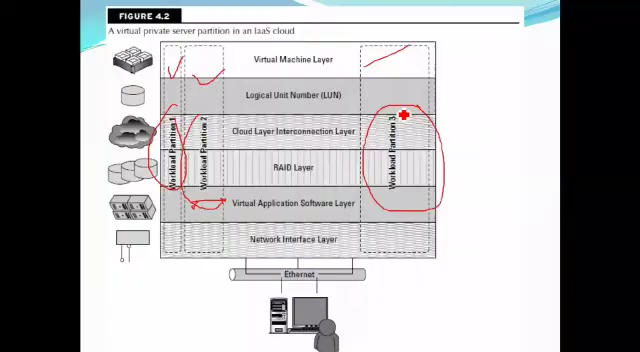 FIGURE 4.2
A virtual private server partition in an IaaS cloud
Virtual Machine Layer
Logical Unit Number (LUN)
Cloud Layer Interconnection Layer
RAID Layer
Virtual Application Software Layer
Network Interface Layer
Workload Partition 1
Workload Partition 2
Workload Partition 3
Ethernet